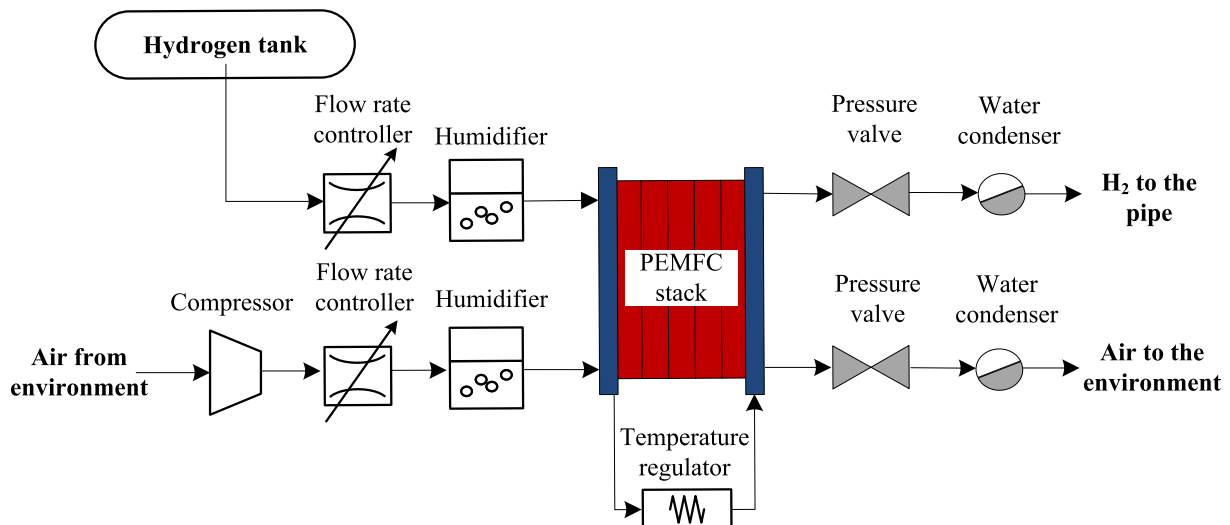 Hydrogen tank
Flow rate
controller
Humidifier
Pressure
valve
Water
condenser
H₂ to the
pipe
PEMFC
stack
Compressor
Flow rate
controller
Humidifier
Pressure
valve
Water
condenser
Air from
environment
Air to the
environment
Temperature
regulator